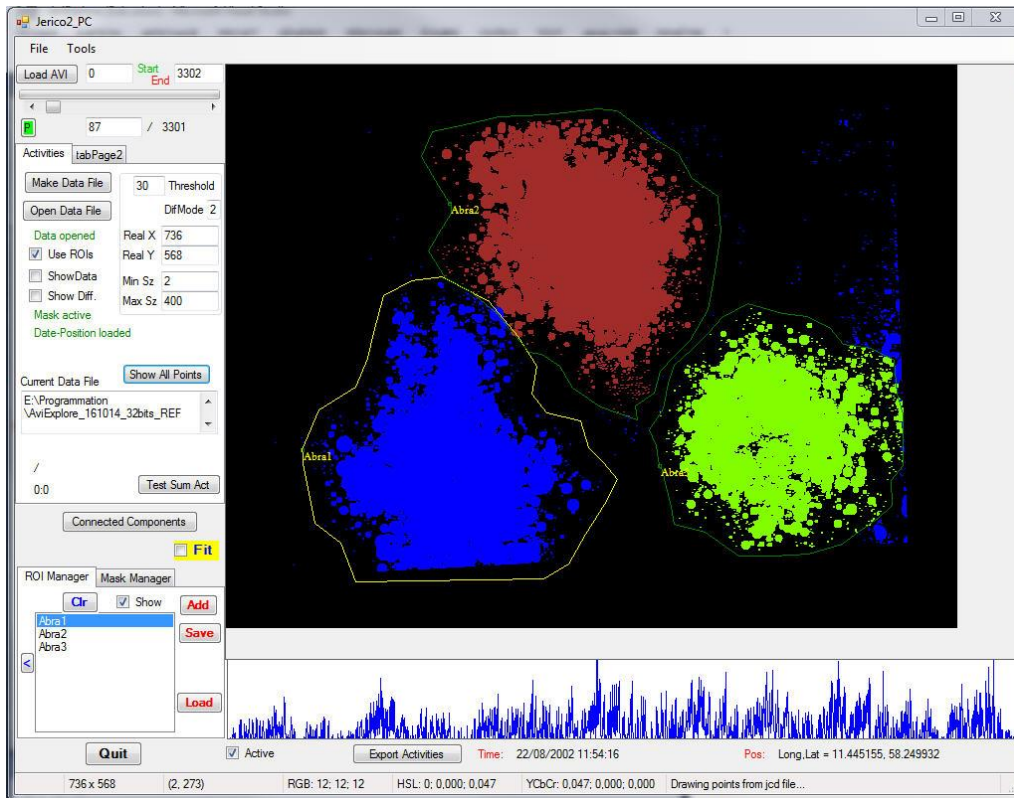 Jerico2_PC
File Tools
Load AVI 0 Start End 3302
P 87 / 3301
Activities tabPage2
Make Data File 30 Threshold
Open Data File DifMode 2
Data opened Real X 736
Use ROIs Real Y 568
ShowData Min Sz 2
Show Diff. Max Sz 400
Mask active
Date-Position loaded
Current Data File Show All Points
E:\Programmation
\AviExplore_161014_32bits_REF
/
0:0 Test Sum Act
Connected Components
Fit
ROI Manager Mask Manager
Clr Show Add
Abra1
Abra2
Abra3
Save
<
Load
Abra2
Abra1
Abra
Quit Active Export Activities Time: 22/08/2002 11:54:16 Pos: Long,Lat = 11.445155, 58.249932
736 x 568 (2, 273) RGB: 12; 12; 12 HSL: 0; 0,000; 0,047 YCbCr: 0,047; 0,000; 0,000 Drawing points from jcd file...